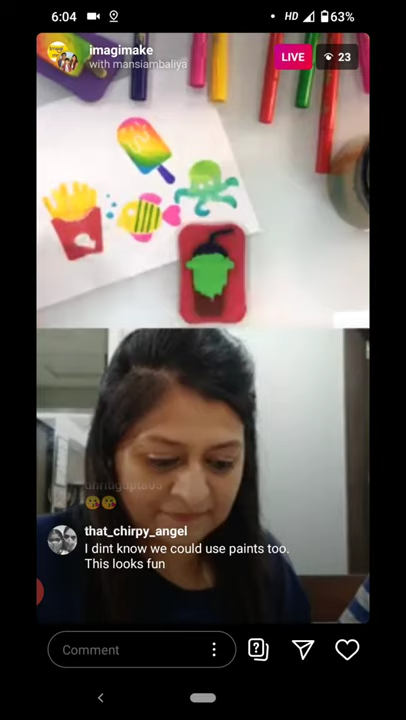 6:04
HD
63%
imagimake
with mansiambaliya
LIVE
23
that_chirpy_angel
I dint know we could use paints too.
This looks fun
Comment